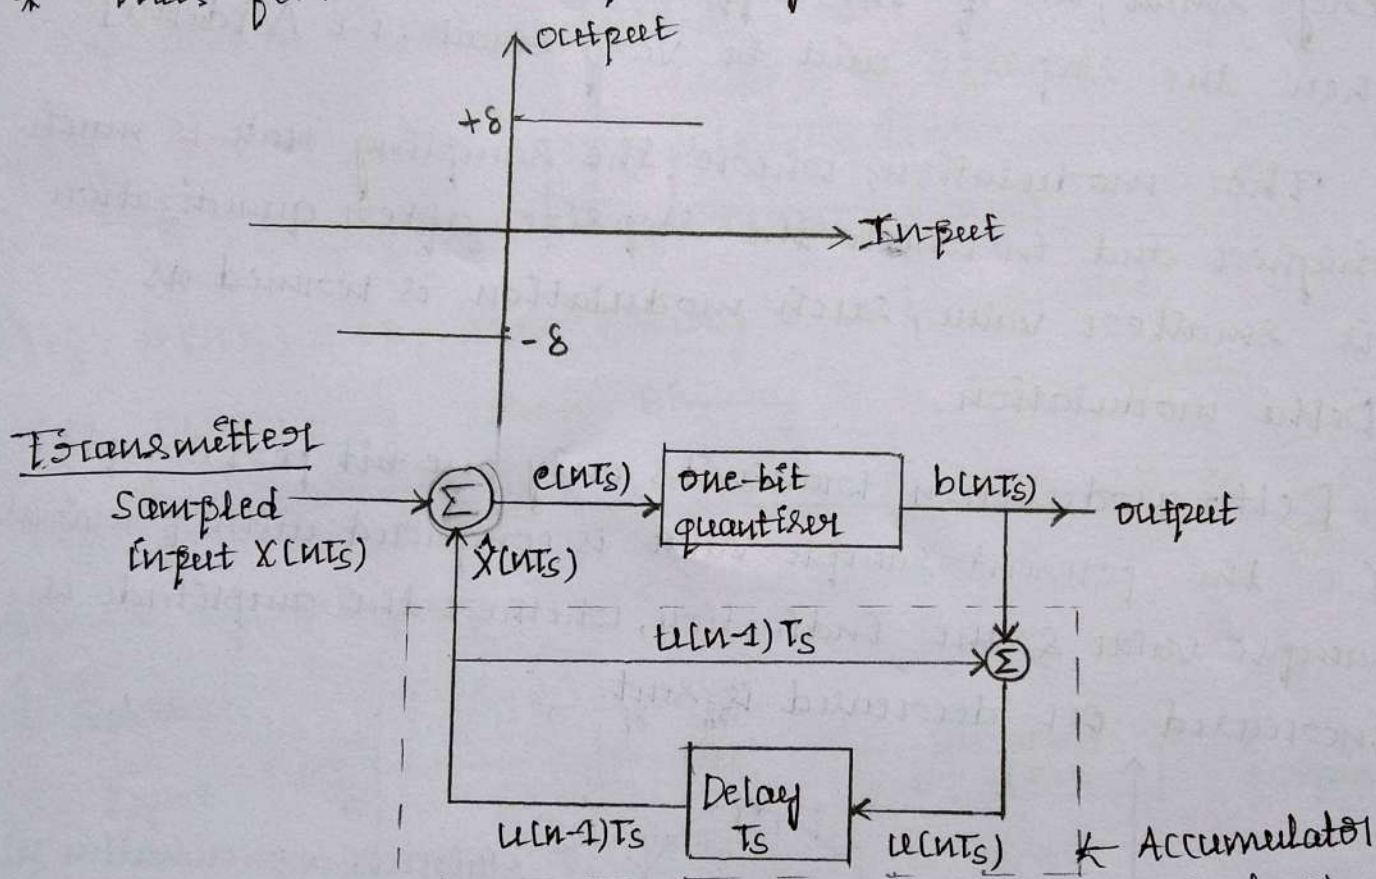 output
+δ
Input
-δ
Transmitter
Sampled
input X(nTs)
Σ
e(nTs)
one-bit
quantiser
b(nTs)
output
X̂(nTs)
u(n-1)Ts
Σ
Delay
Ts
u(n-1)Ts
u(nTs)
Accumulator